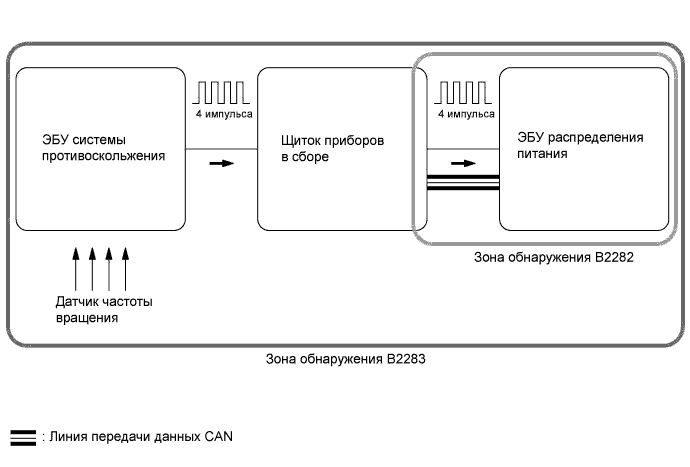 4 импульса
4 импульса
ЭБУ системы
противоскольжения
Щиток приборов
в сборе
ЭБУ распределения
питания
Зона обнаружения B2282
Датчик частоты
вращения
Зона обнаружения B2283
: Линия передачи данных CAN